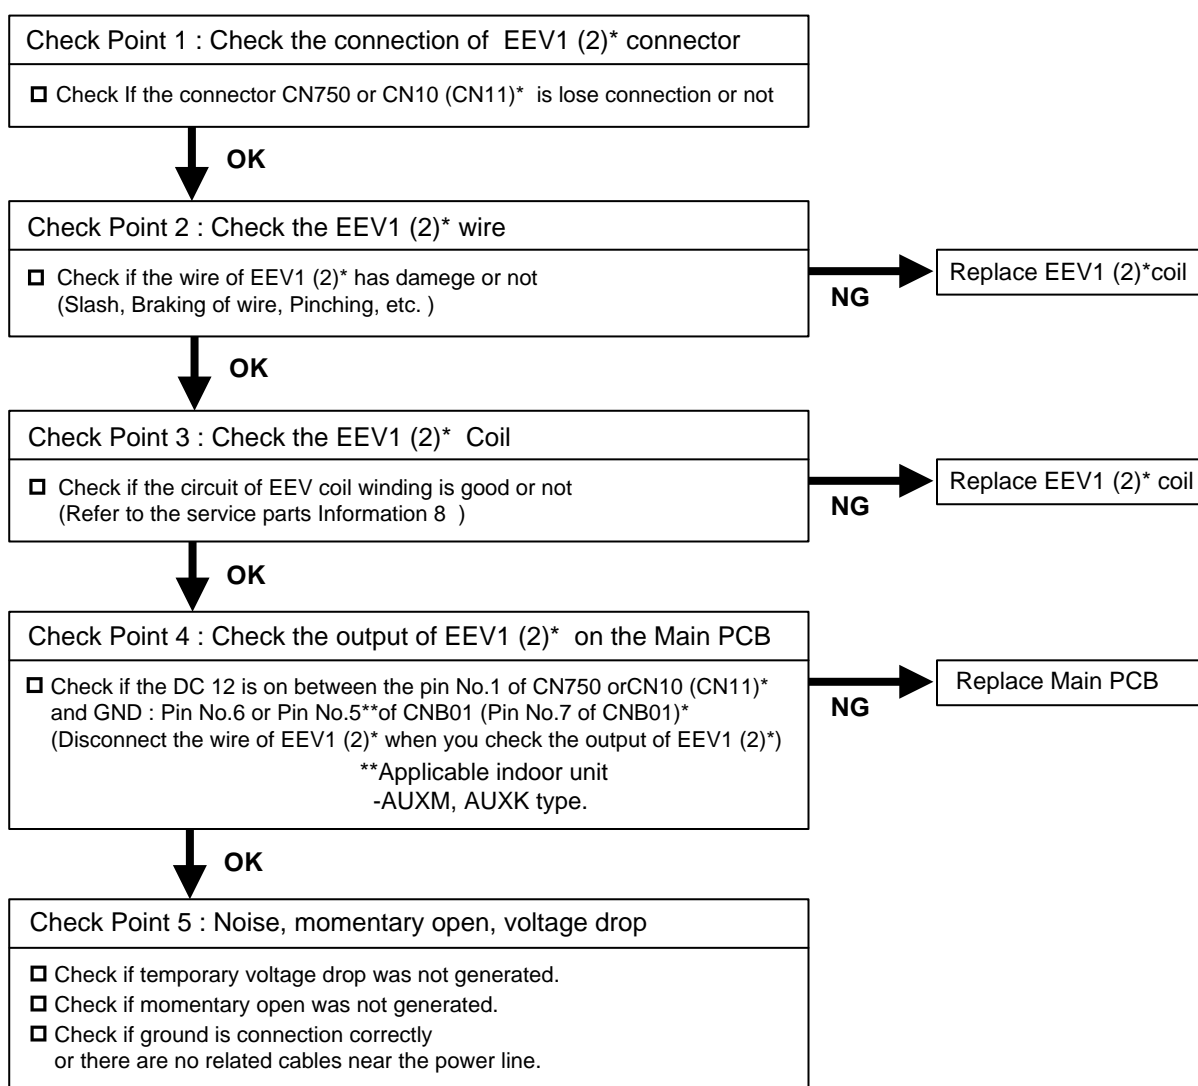 Check Point 1 : Check the connection of EEV1 (2)* connector
Check If the connector CN750 or CN10 (CN11)* is lose connection or not
OK
Check Point 2 : Check the EEV1 (2)* wire
Check if the wire of EEV1 (2)* has damege or not
(Slash, Braking of wire, Pinching, etc. )
NG
Replace EEV1 (2)*coil
OK
Check Point 3 : Check the EEV1 (2)* Coil
Check if the circuit of EEV coil winding is good or not
(Refer to the service parts Information 8 )
NG
Replace EEV1 (2)* coil
OK
Check Point 4 : Check the output of EEV1 (2)* on the Main PCB
Check if the DC 12 is on between the pin No.1 of CN750 orCN10 (CN11)*
and GND : Pin No.6 or Pin No.5**of CNB01 (Pin No.7 of CNB01)*
(Disconnect the wire of EEV1 (2)* when you check the output of EEV1 (2)*)
**Applicable indoor unit
-AUXM, AUXK type.
NG
Replace Main PCB
OK
Check Point 5 : Noise, momentary open, voltage drop
Check if temporary voltage drop was not generated.
Check if momentary open was not generated.
Check if ground is connection correctly
or there are no related cables near the power line.